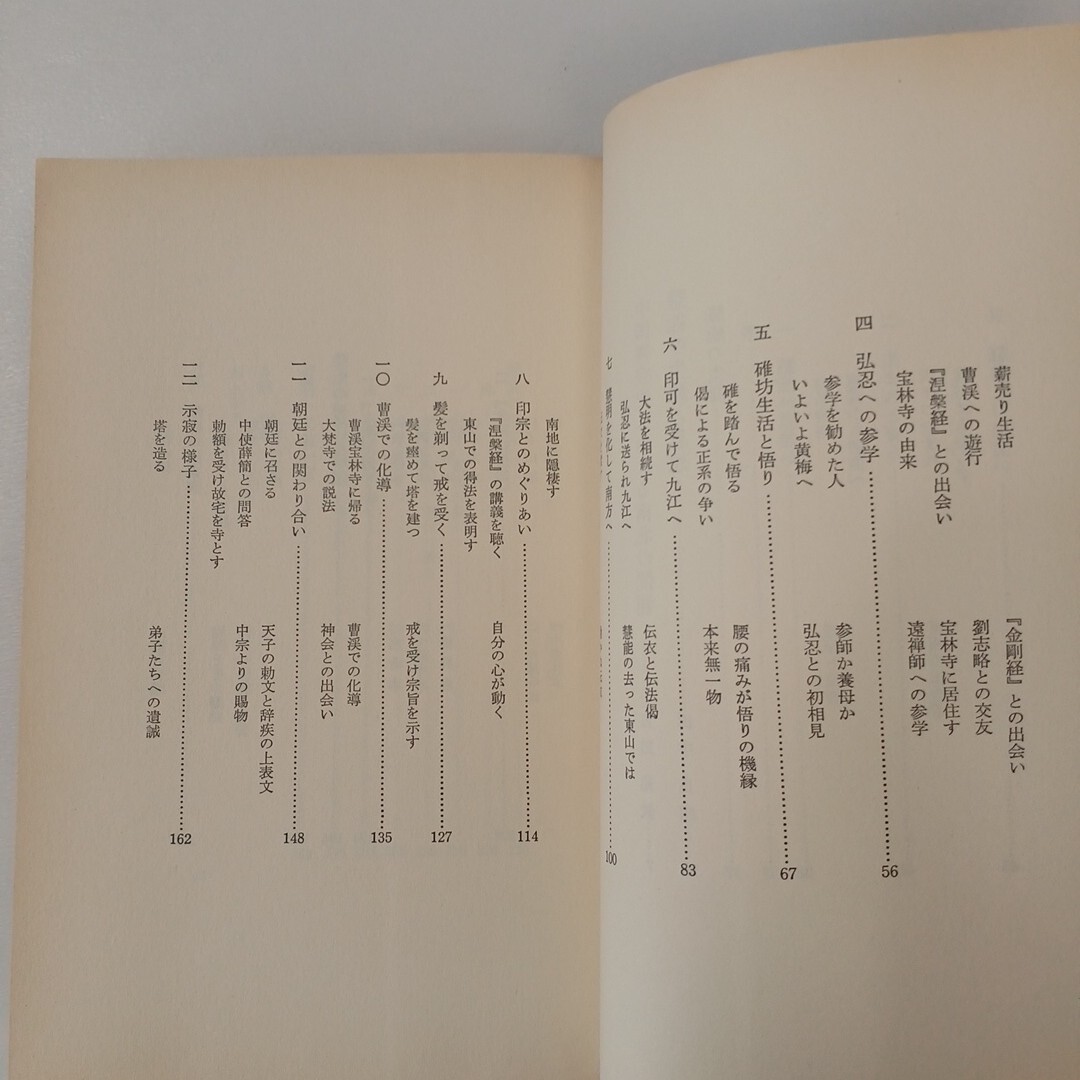 薪売り生活 『金剛経』との出会い
曹渓への遊行 劉志略との交友
『涅槃経』との出会い 宝林寺に居住す
宝林寺の由来 遠禅師への参学
四 弘忍への参学 56
参学を勧めた人 参師か養母か
いよいよ黄梅へ 弘忍との初相見
五 碓坊生活と悟り 67
碓を踏んで悟る 腰の痛みが悟りの機縁
偈による正系の争い 本来無一物
六 印可を受けて九江へ 83
大法を相続す 伝衣と伝法偈
弘忍に送られ九江へ 慧能の去った東山では
七 慧明を化して南方へ 100
南地に隠棲す
八 印宗とのめぐりあい 114
『涅槃経』の講義を聴く 自分の心が動く
東山での得法を表明す
九 髪を剃って戒を受く 127
髪を瘞めて塔を建つ 戒を受け宗旨を示す
一〇 曹渓での化導 135
曹渓宝林寺に帰る 曹渓での化導
大梵寺での説法 神会との出会い
一一 朝廷との関わり合い 148
朝廷に召さる 天子の勅文と辞疾の上表文
中使薛簡との問答 中宗よりの賜物
勅額を受け故宅を寺とす
一二 示寂の様子 162
塔を造る 弟子たちへの遺誡